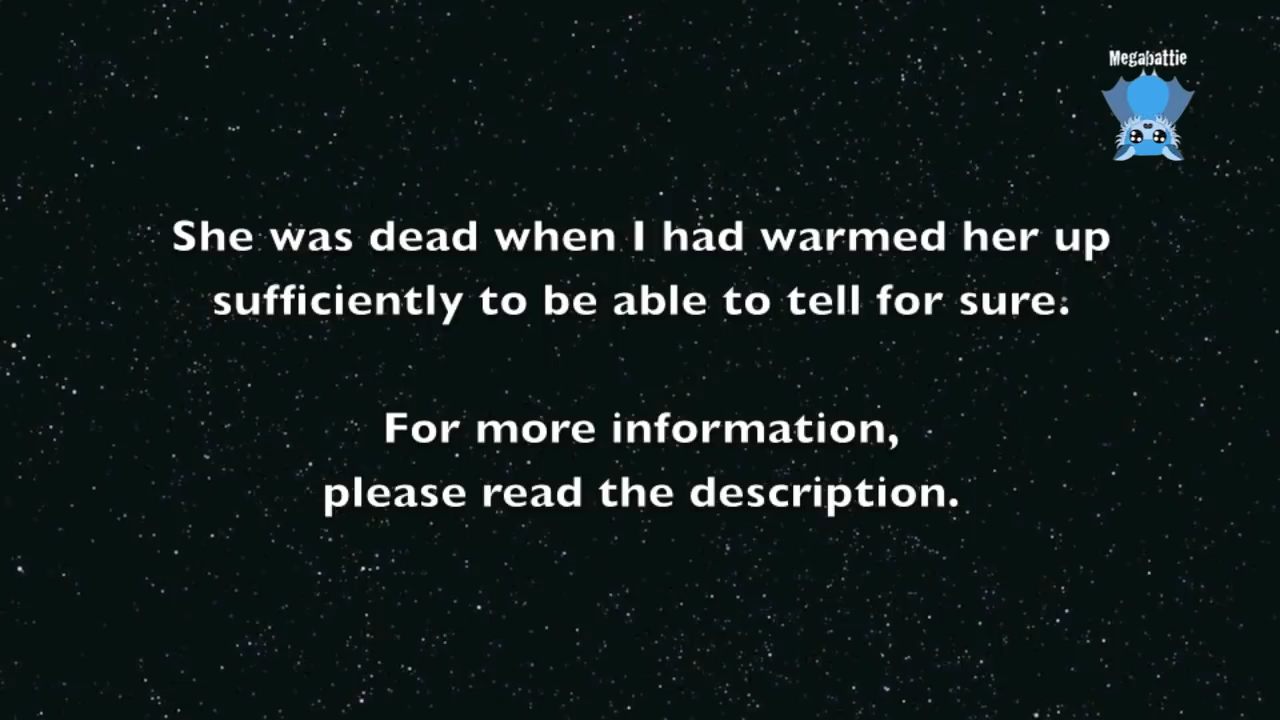 Megabattie
She was dead when I had warmed her up
sufficiently to be able to tell for sure.
For more information,
please read the description.